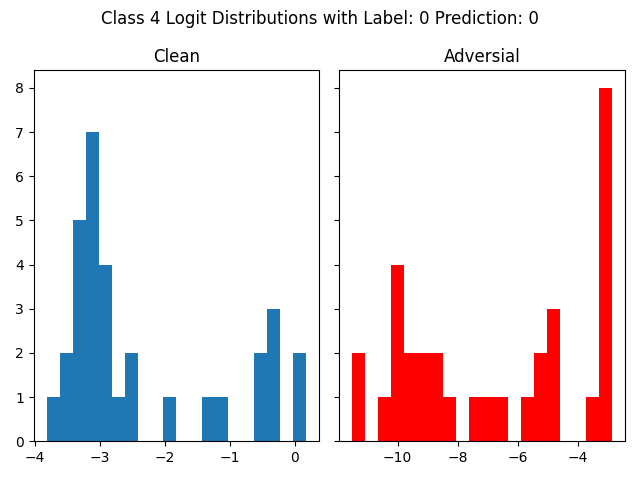 Class 4 Logit Distributions with Label: 0 Prediction: 0
Clean
Adversial
8
7
6
5
4
3
2
1
0
−4 −3 −2 −1 0
−10 −8 −6 −4